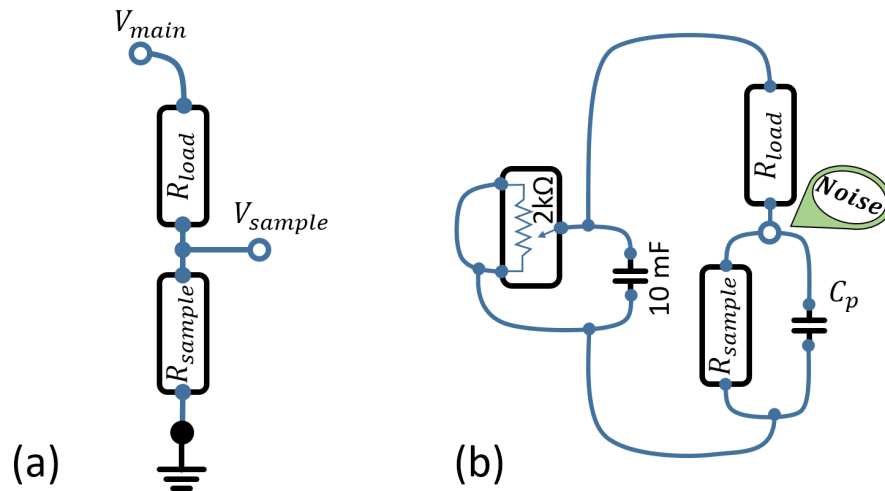 V_main
R_load
V_sample
R_sample
(a)
2kΩ
10 mF
R_load
Noise
R_sample
C_p
(b)